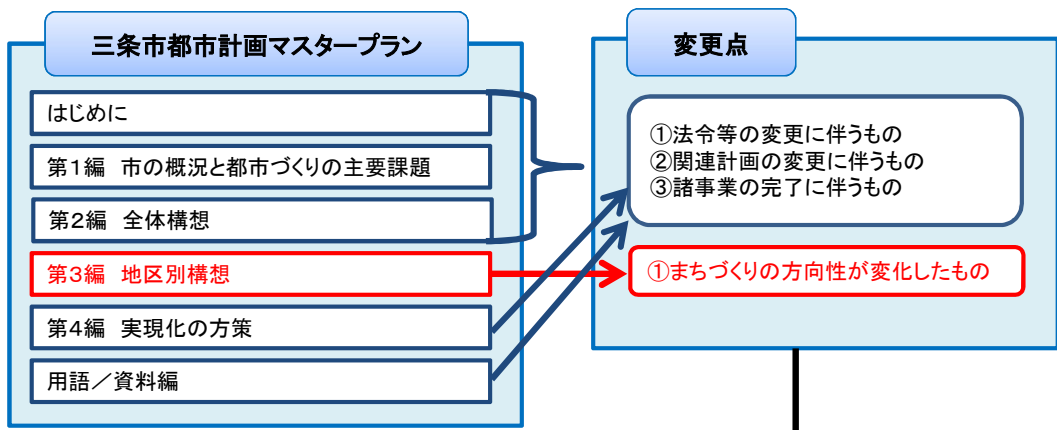 三条市都市計画マスタープラン
はじめに
第1編 市の概況と都市づくりの主要課題
第2編 全体構想
第3編 地区別構想
第4編 実現化の方策
用語／資料編
変更点
①法令等の変更に伴うもの
②関連計画の変更に伴うもの
③諸事業の完了に伴うもの
①まちづくりの方向性が変化したもの